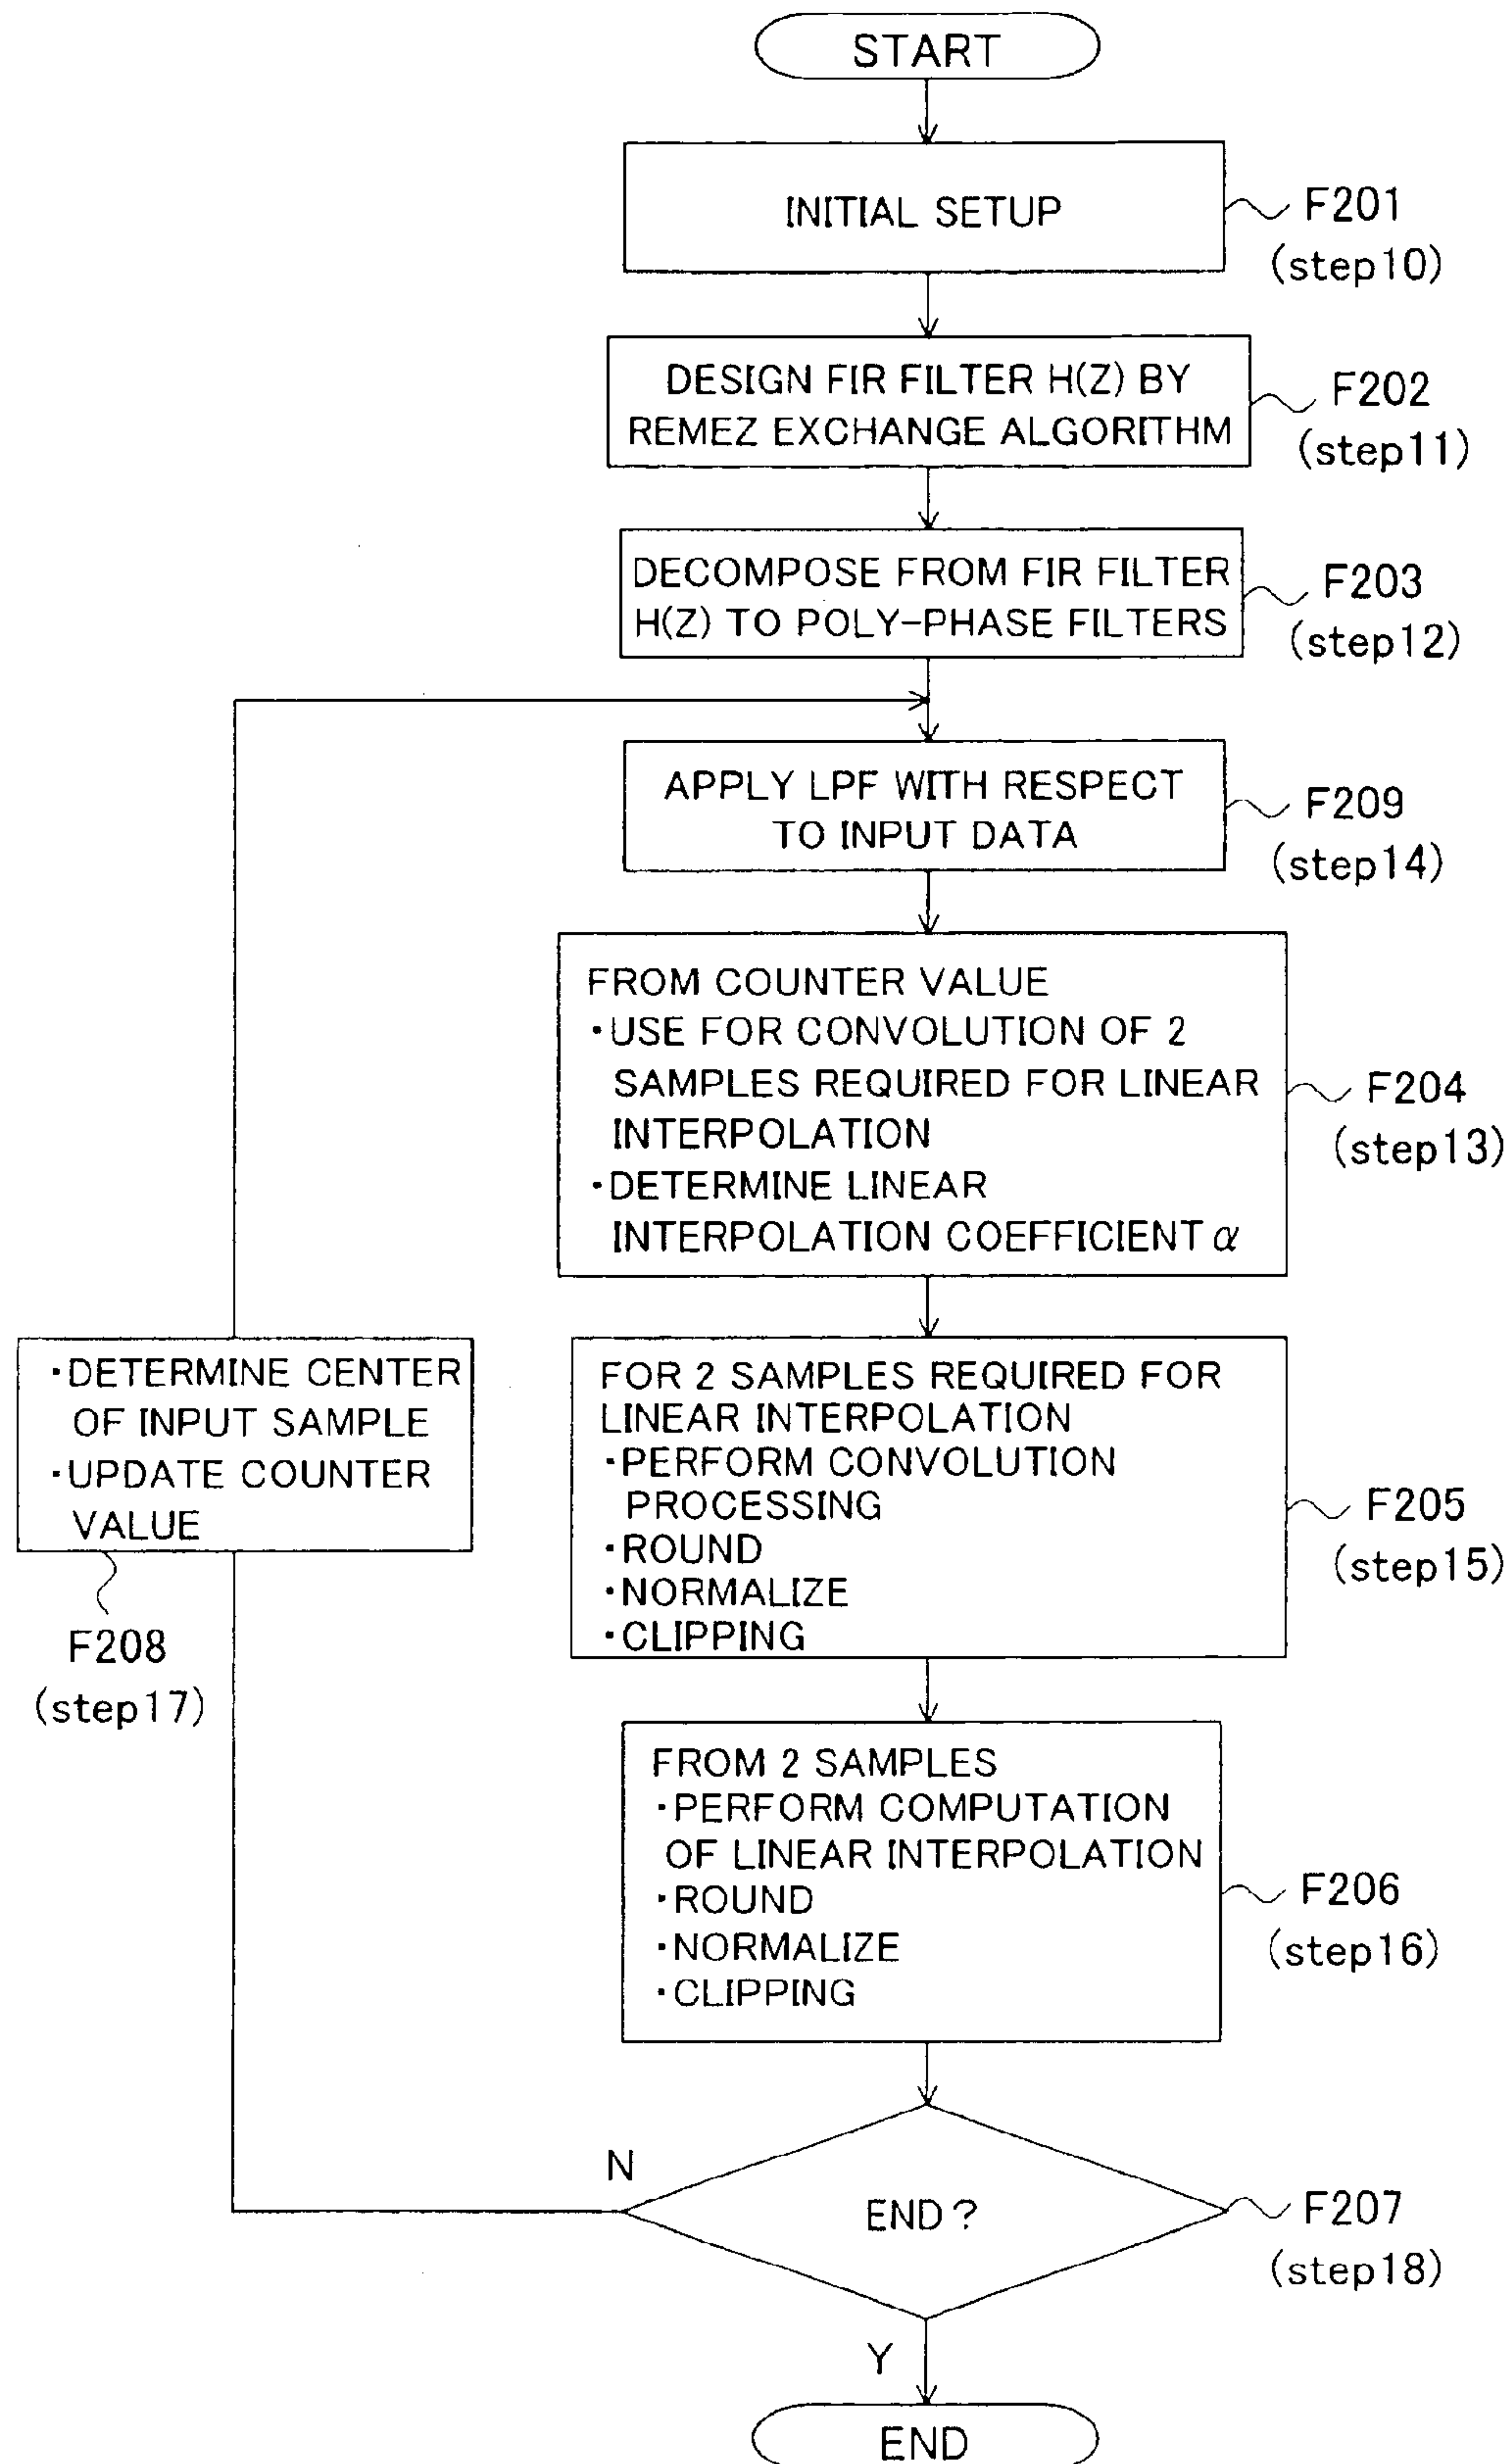 START
INITIAL SETUP
F201
(step10)
DESIGN FIR FILTER H(Z) BY
REMEZ EXCHANGE ALGORITHM
F202
(step11)
DECOMPOSE FROM FIR FILTER
H(Z) TO POLY-PHASE FILTERS
F203
(step12)
APPLY LPF WITH RESPECT
TO INPUT DATA
F209
(step14)
FROM COUNTER VALUE
・USE FOR CONVOLUTION OF 2
SAMPLES REQUIRED FOR LINEAR
INTERPOLATION
・DETERMINE LINEAR
INTERPOLATION COEFFICIENT α
F204
(step13)
・DETERMINE CENTER
OF INPUT SAMPLE
・UPDATE COUNTER
VALUE
F208
(step17)
FOR 2 SAMPLES REQUIRED FOR
LINEAR INTERPOLATION
・PERFORM CONVOLUTION
PROCESSING
・ROUND
・NORMALIZE
・CLIPPING
F205
(step15)
FROM 2 SAMPLES
・PERFORM COMPUTATION
OF LINEAR INTERPOLATION
・ROUND
・NORMALIZE
・CLIPPING
F206
(step16)
N
END?
F207
(step18)
Y
END